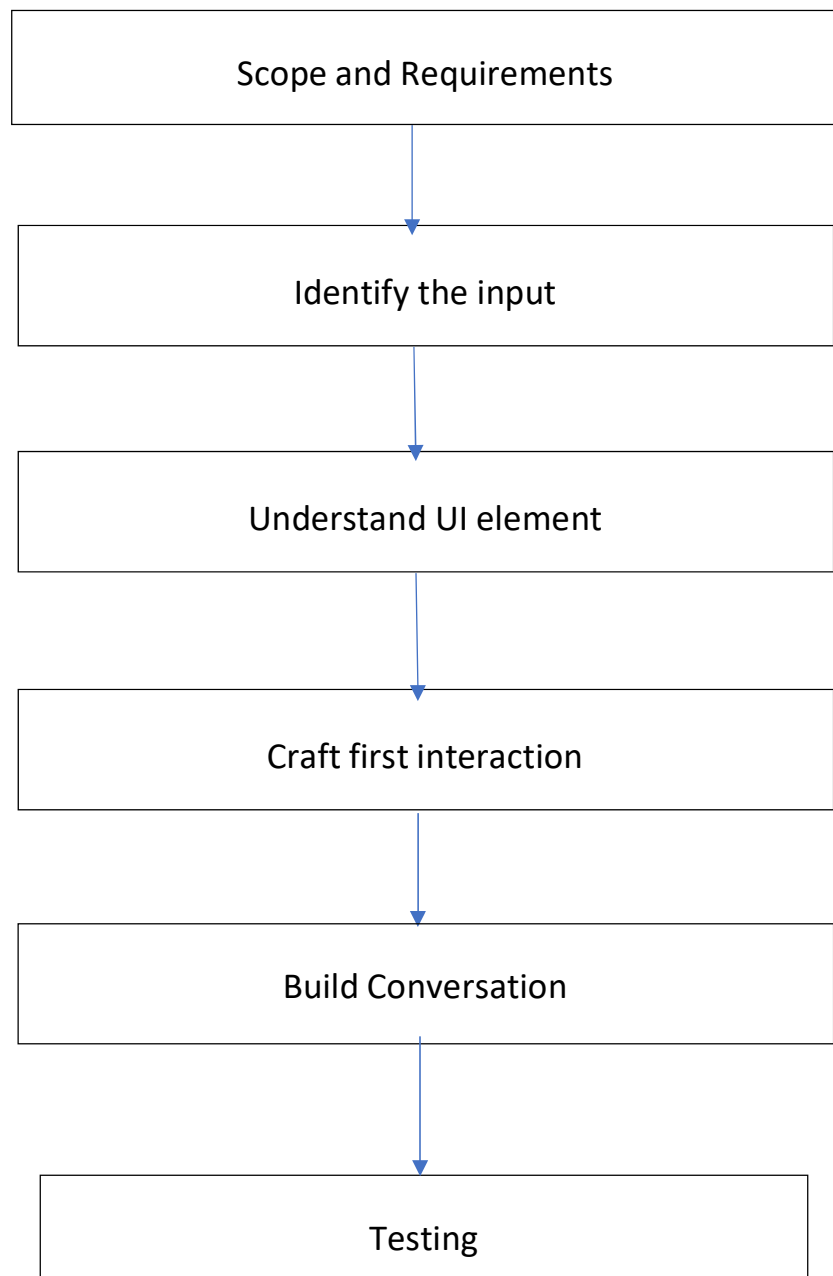 Scope and Requirements
Identify the input
Understand UI element
Craft first interaction
Build Conversation
Testing